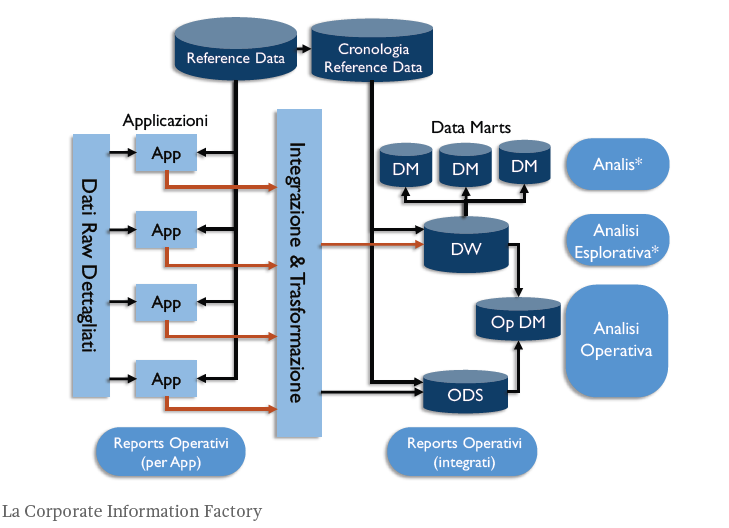 Reference Data
Cronologia
Reference Data
Applicazioni
Data Marts
Dati Raw Dettagliati
App
App
App
App
Integrazione & Trasformazione
DM
DM
DM
Analis*
DW
Analisi
Esplorativa*
Op DM
Analisi
Operativa
ODS
Reports Operativi
(per App)
Reports Operativi
(integrati)
La Corporate Information Factory